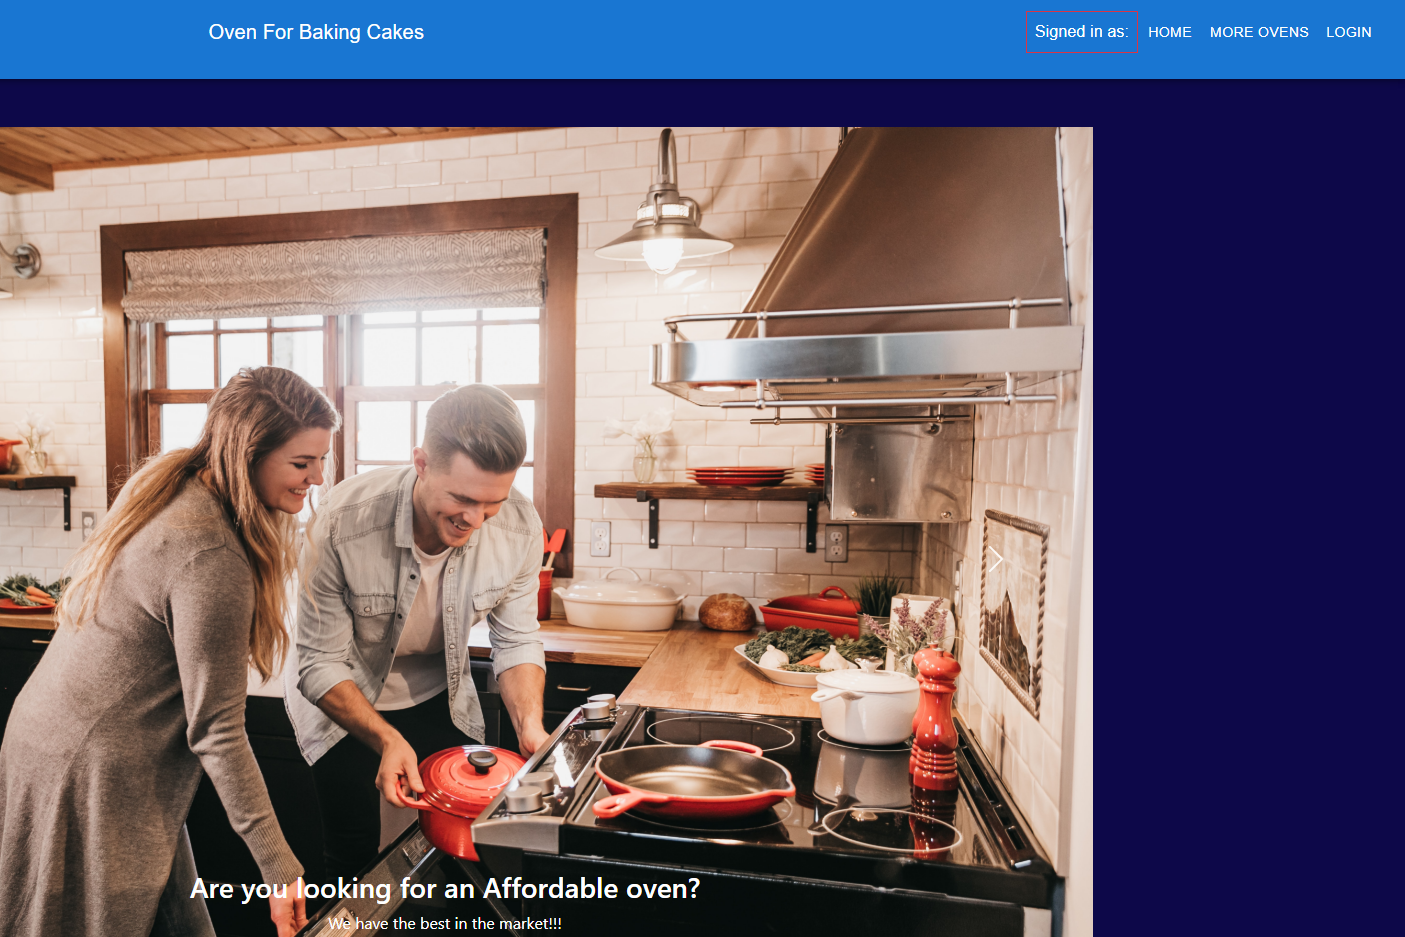 Oven For Baking Cakes
Signed in as:
HOME
MORE OVENS
LOGIN
Are you looking for an Affordable oven?
We have the best in the market!!!